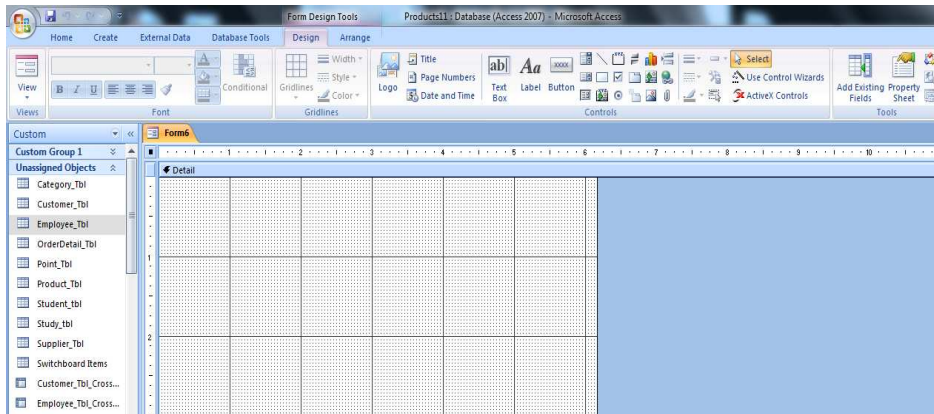 Form Design Tools Products11 : Database (Access 2007) - Microsoft Access
Home Create External Data Database Tools Design Arrange
View
Views
B I U
Conditional
Font
Gridlines
Width
Style
Color
Gridlines
Logo
Title
Page Numbers
Date and Time
ab|
Text Box
Aa
Label
xxxx
Button
Select
Use Control Wizards
ActiveX Controls
Controls
Add Existing Fields
Property Sheet
Tools
Custom
Custom Group 1
Unassigned Objects
Category_Tbl
Customer_Tbl
Employee_Tbl
OrderDetail_Tbl
Point_Tbl
Product_Tbl
Student_tbl
Study_tbl
Supplier_Tbl
Switchboard Items
Customer_Tbl_Cross...
Employee_Tbl_Cross...
Form6
1 2 3 4 5 6 7 8 9 10
Detail
1
2